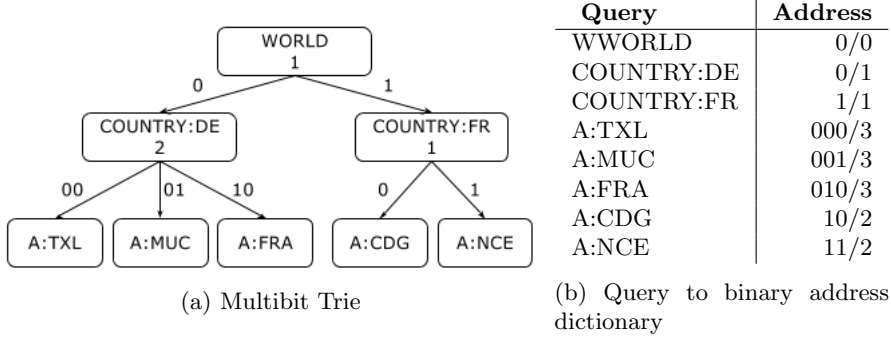 WORLD
1
0
1
COUNTRY:DE
2
COUNTRY:FR
1
00
01
10
0
1
A:TXL
A:MUC
A:FRA
A:CDG
A:NCE
(a) Multibit Trie
Query Address
WWORLD 0/0
COUNTRY:DE 0/1
COUNTRY:FR 1/1
A:TXL 000/3
A:MUC 001/3
A:FRA 010/3
A:CDG 10/2
A:NCE 11/2
(b) Query to binary address
dictionary